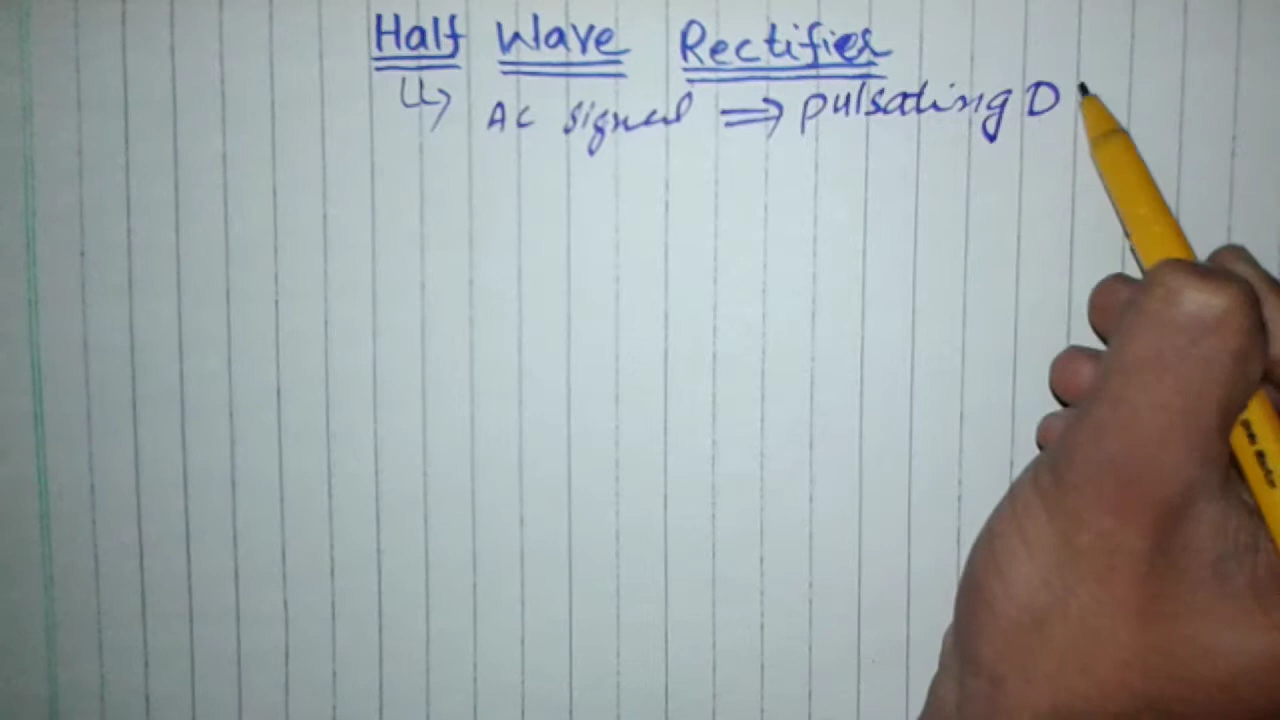 Half Wave Rectifier
↳ AC signal ⇒ pulsating D